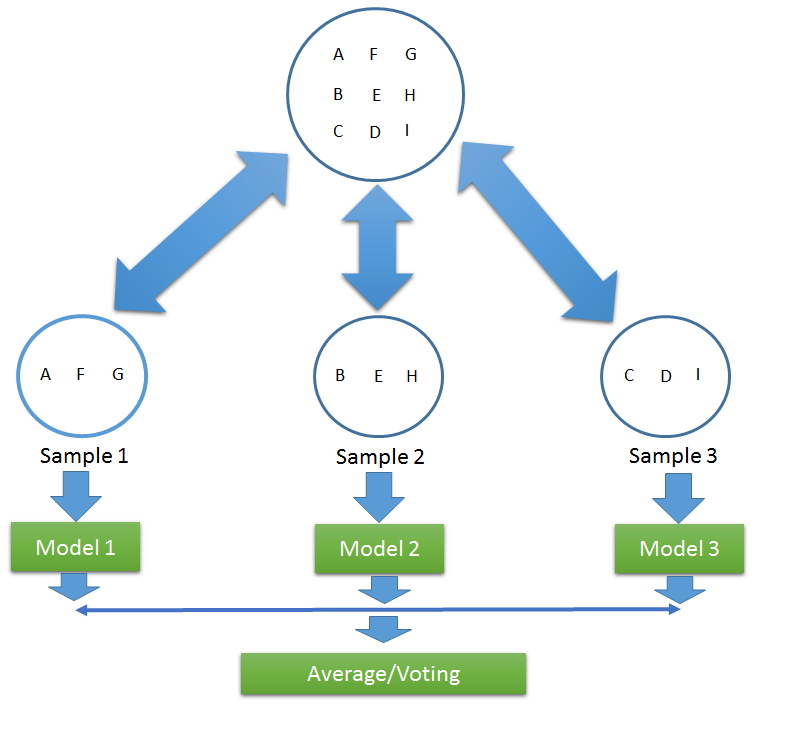 A F G
B E H
C D I
A F G
B E H
C D I
Sample 1
Sample 2
Sample 3
Model 1
Model 2
Model 3
Average/Voting